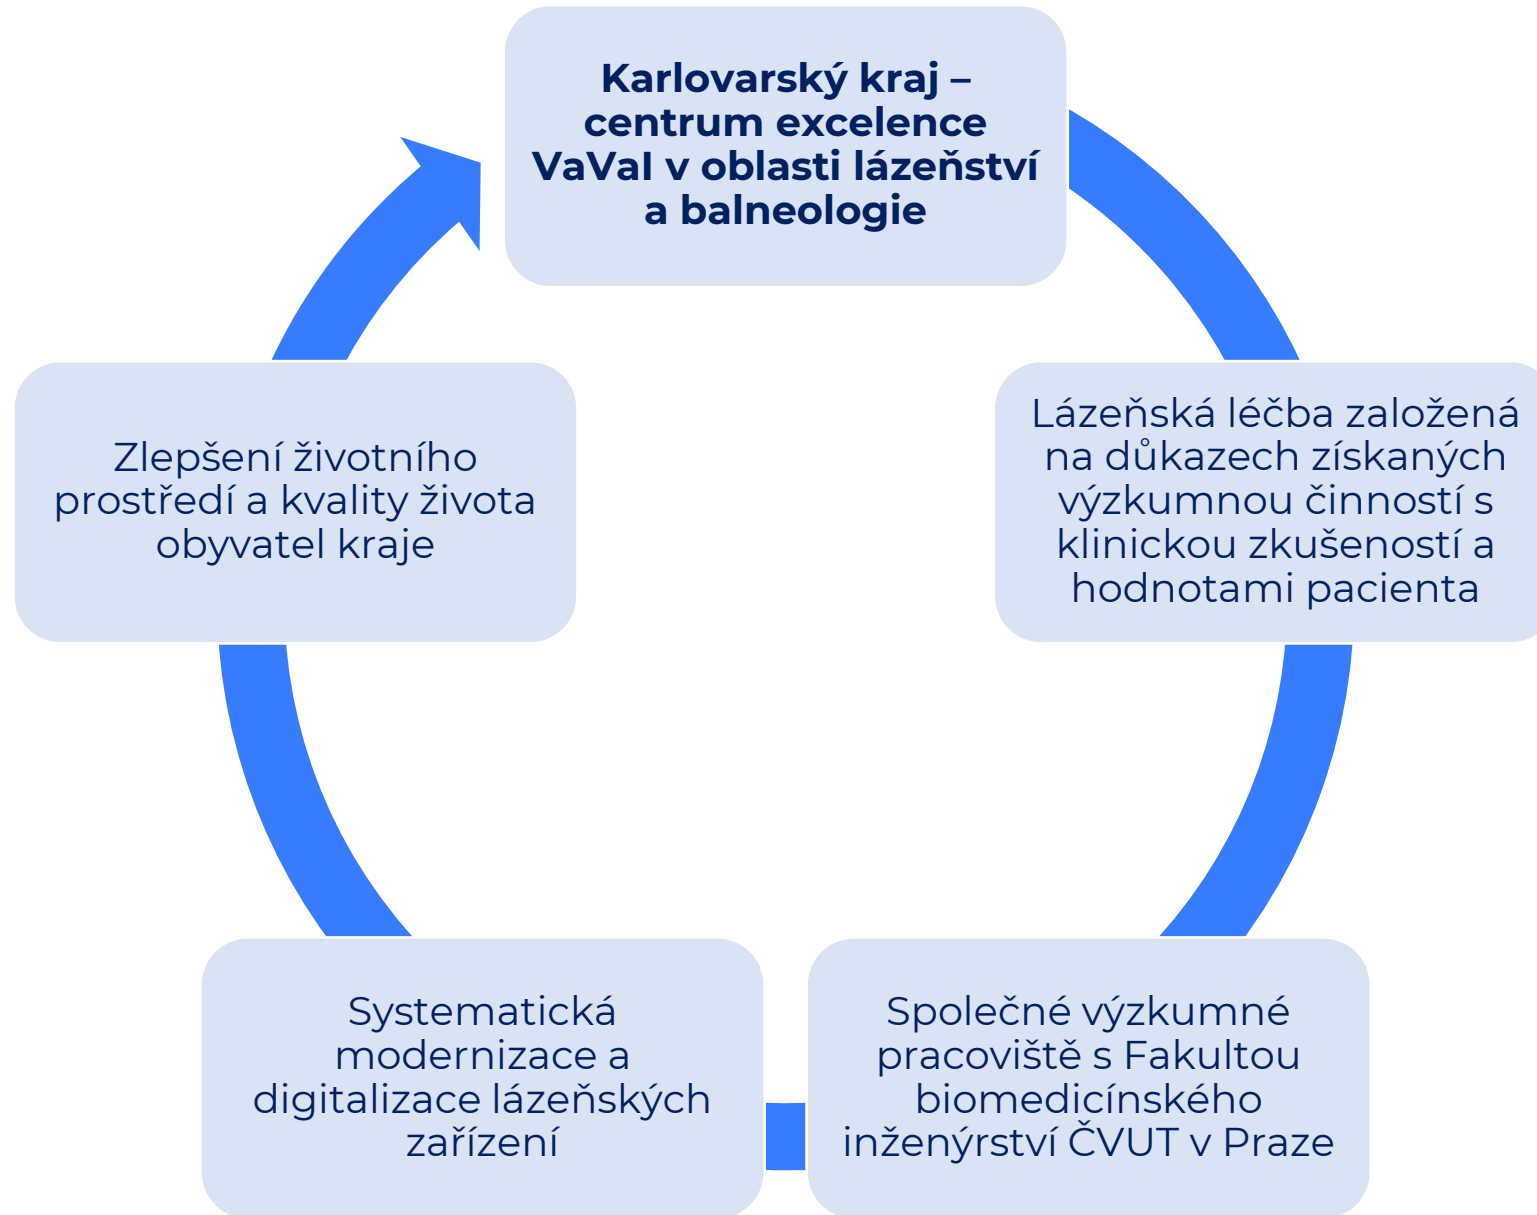 Karlovarský kraj –
centrum excelence
VaVaI v oblasti lázeňství
a balneologie
Lázeňská léčba založená
na důkazech získaných
výzkumnou činností s
klinickou zkušeností a
hodnotami pacienta
Společné výzkumné
pracoviště s Fakultou
biomedicínského
inženýrství ČVUT v Praze
Systematická
modernizace a
digitalizace lázeňských
zařízení
Zlepšení životního
prostředí a kvality života
obyvatel kraje